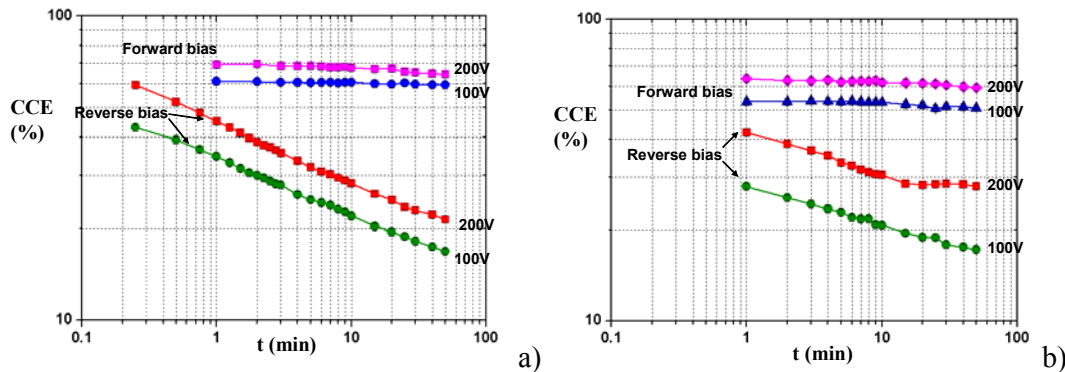 100
Forward bias
200V
100V
CCE
(%)
Reverse bias
200V
100V
10
0.1
1
10
100
t (min)
a)
100
200V
Forward bias
100V
CCE
(%)
Reverse bias
200V
100V
10
0.1
1
10
100
t (min)
b)